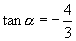 tan α = −4/3